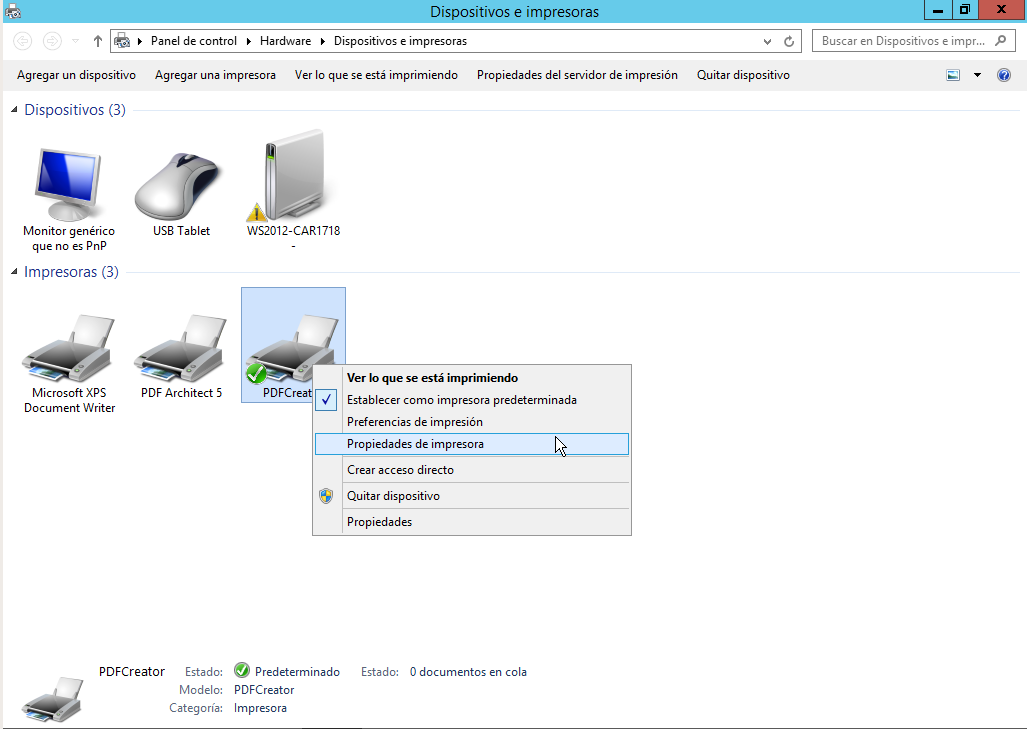 Dispositivos e impresoras
Panel de control Hardware Dispositivos e impresoras
Buscar en Dispositivos e impr...
Agregar un dispositivo Agregar una impresora Ver lo que se está imprimiendo Propiedades del servidor de impresión Quitar dispositivo
Dispositivos (3)
Monitor genérico
que no es PnP
USB Tablet
WS2012-CAR1718
-
Impresoras (3)
Microsoft XPS
Document Writer
PDF Architect 5
PDFCreat
Ver lo que se está imprimiendo
Establecer como impresora predeterminada
Preferencias de impresión
Propiedades de impresora
Crear acceso directo
Quitar dispositivo
Propiedades
PDFCreator Estado: Predeterminado Estado: 0 documentos en cola
Modelo: PDFCreator
Categoría: Impresora